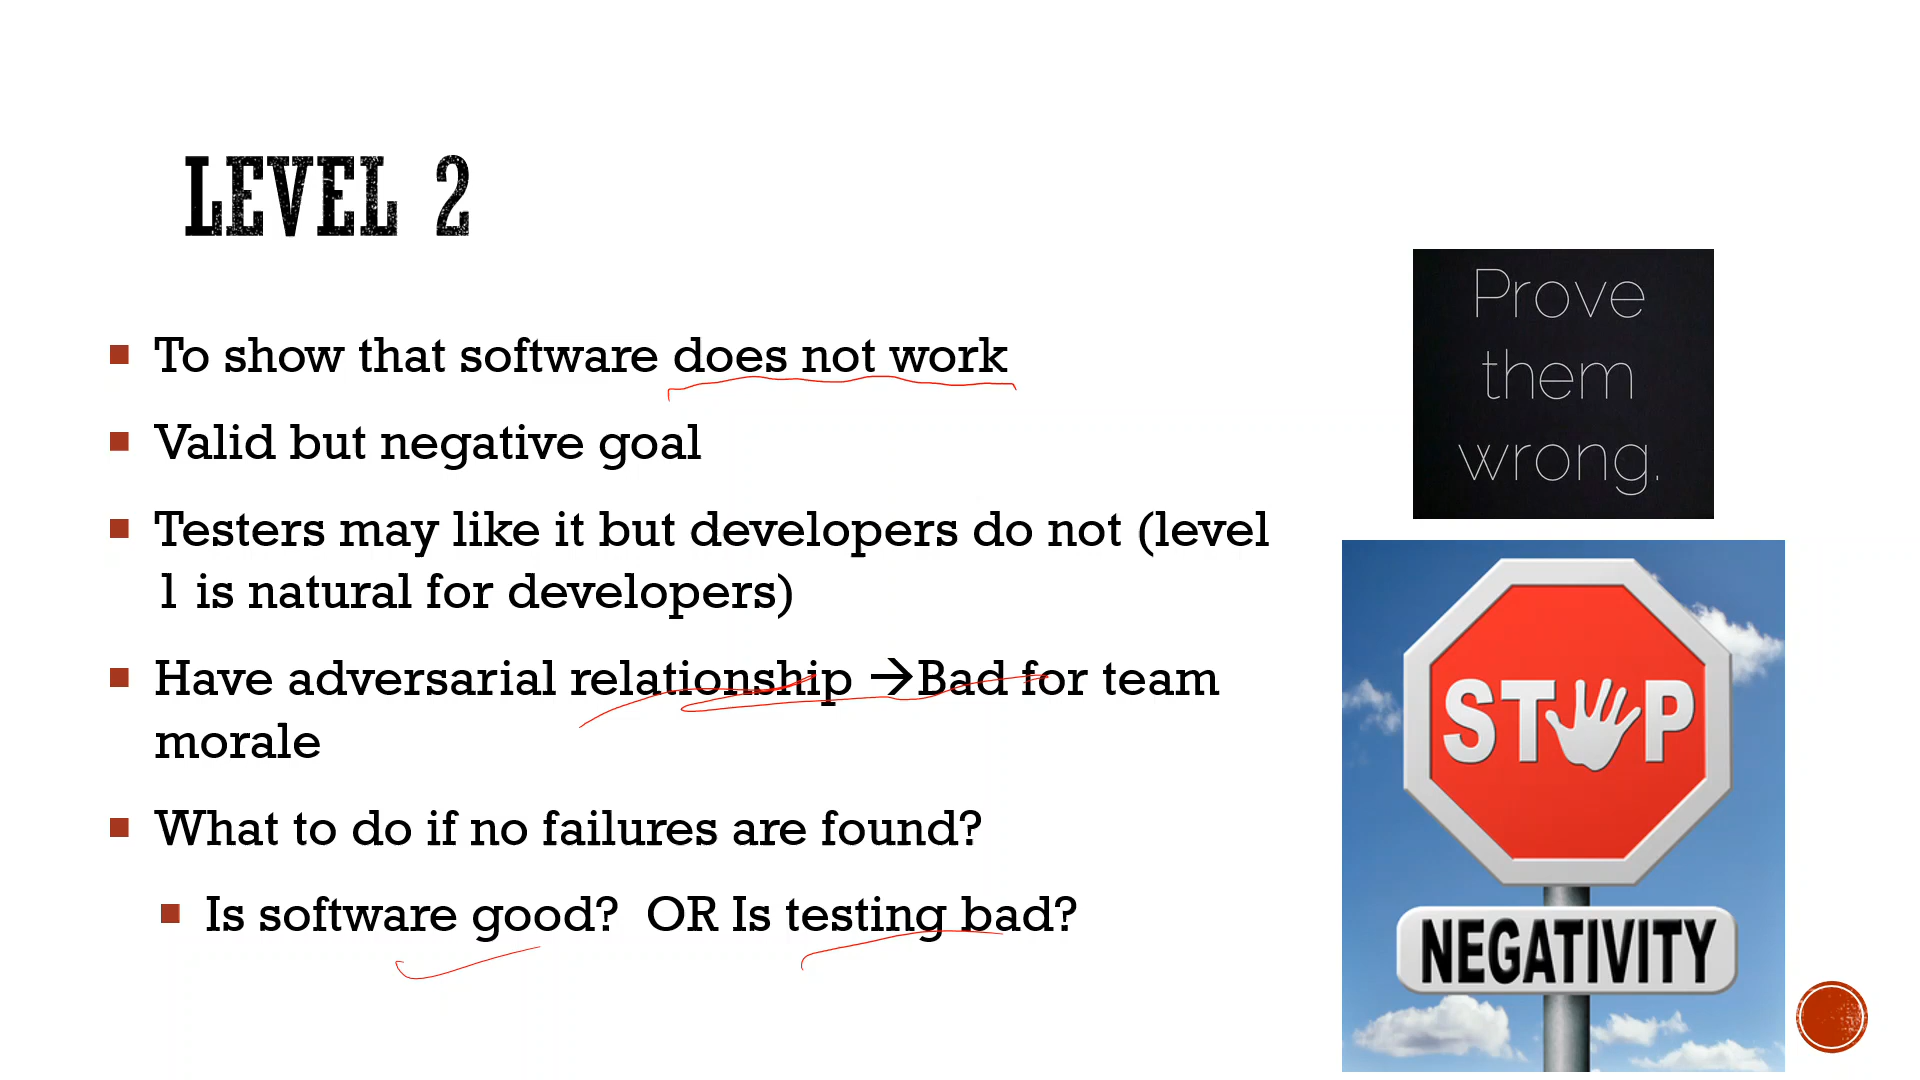 LEVEL 2
To show that software does not work
Valid but negative goal
Testers may like it but developers do not (level
1 is natural for developers)
Have adversarial relationship →Bad for team
morale
What to do if no failures are found?
Is software good? OR Is testing bad?
Prove
them
wrong.
STOP
NEGATIVITY